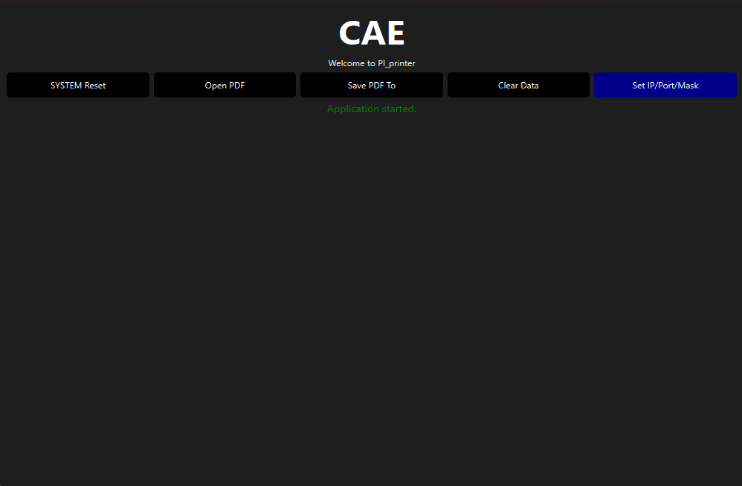 CAE
Welcome to PI_printer
SYSTEM Reset
Open PDF
Save PDF To
Clear Data
Set IP/Port/Mask
Application started.